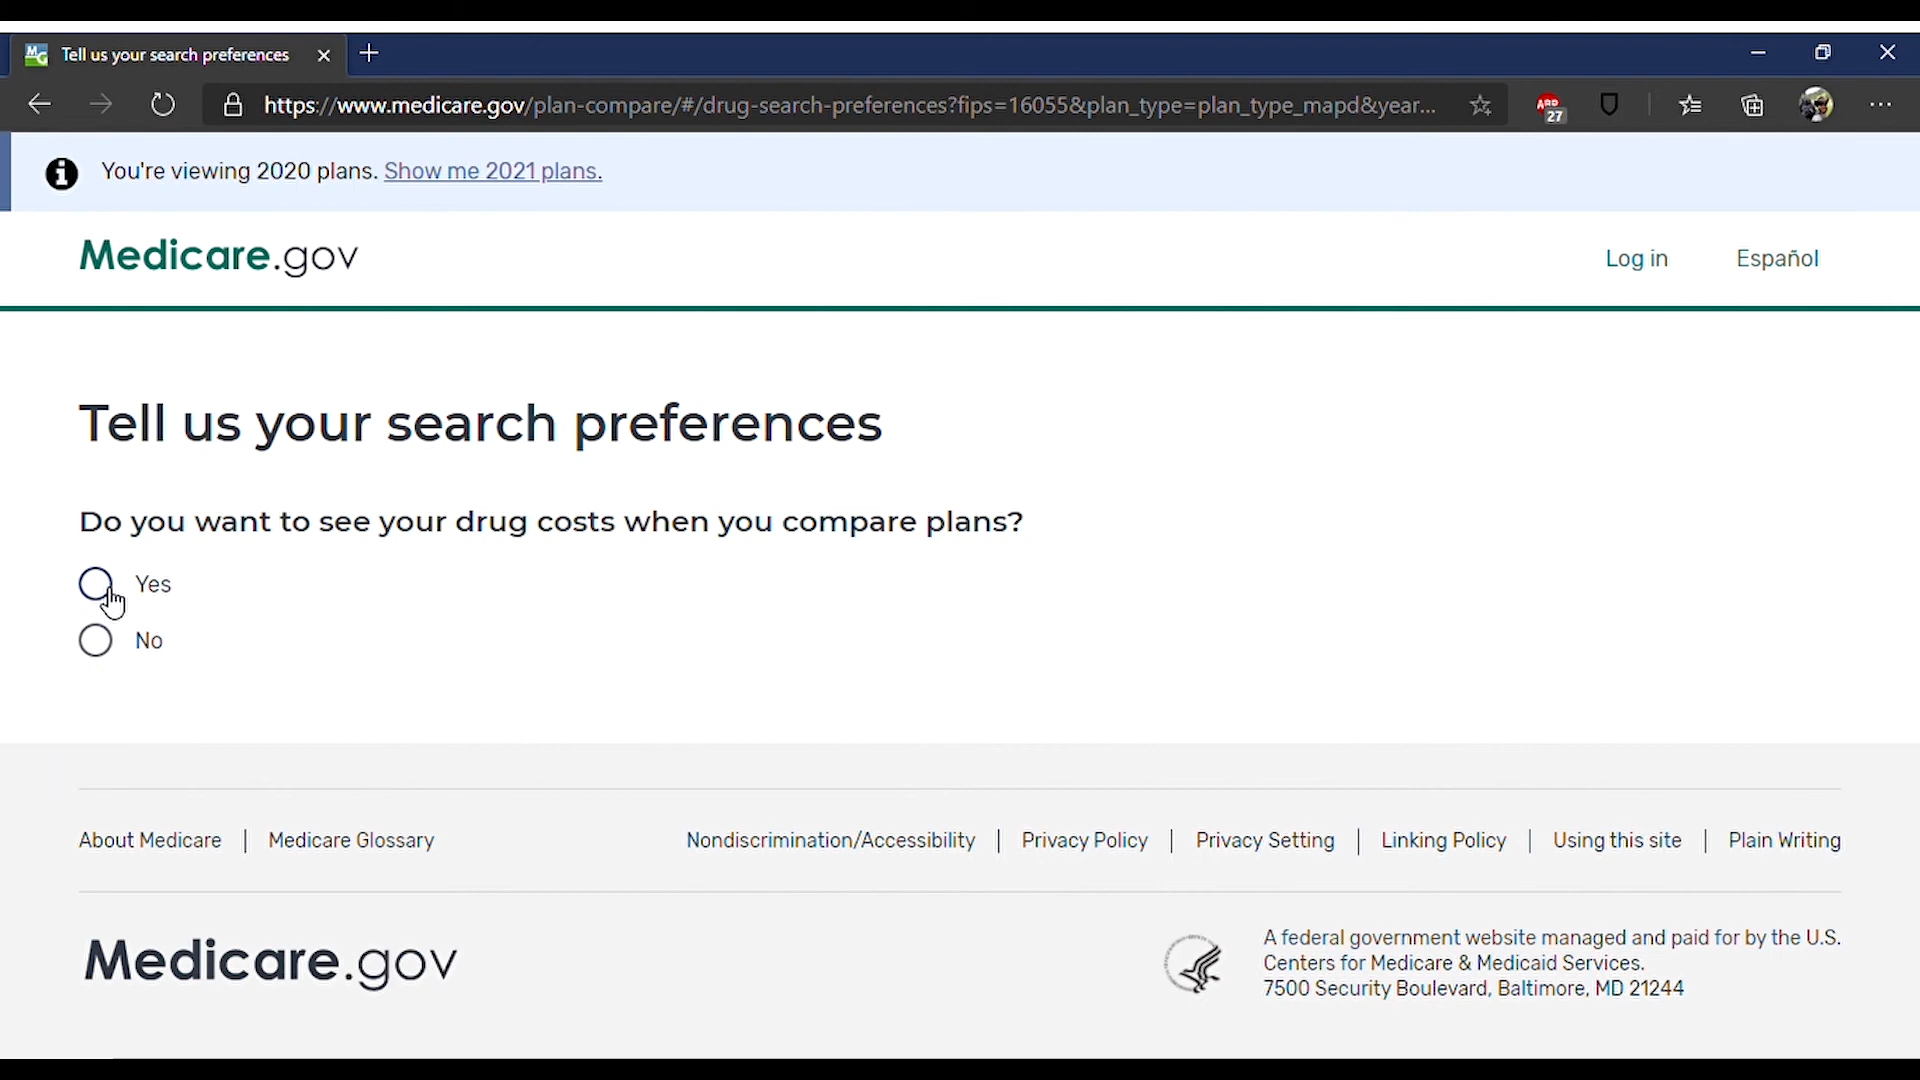 Tell us your search preferences
https://www.medicare.gov/plan-compare/#/drug-search-preferences?fips=16055&plan_type=plan_type_mapd&year...
27
You're viewing 2020 plans. Show me 2021 plans.
Medicare.gov
Log in
Español
Tell us your search preferences
Do you want to see your drug costs when you compare plans?
Yes
No
About Medicare | Medicare Glossary
Nondiscrimination/Accessibility | Privacy Policy | Privacy Setting | Linking Policy | Using this site | Plain Writing
Medicare.gov
A federal government website managed and paid for by the U.S.
Centers for Medicare & Medicaid Services.
7500 Security Boulevard, Baltimore, MD 21244